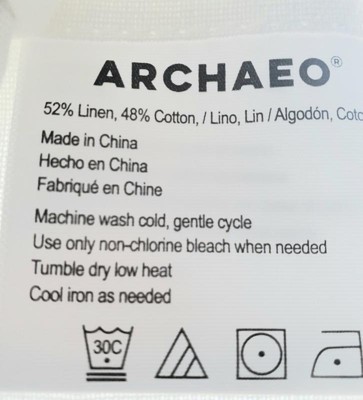 ARCHAEO®
52% Linen, 48% Cotton, / Lino, Lin / Algodón, Coto
Made in China
Hecho en China
Fabriqué en Chine
Machine wash cold, gentle cycle
Use only non-chlorine bleach when needed
Tumble dry low heat
Cool iron as needed
30C